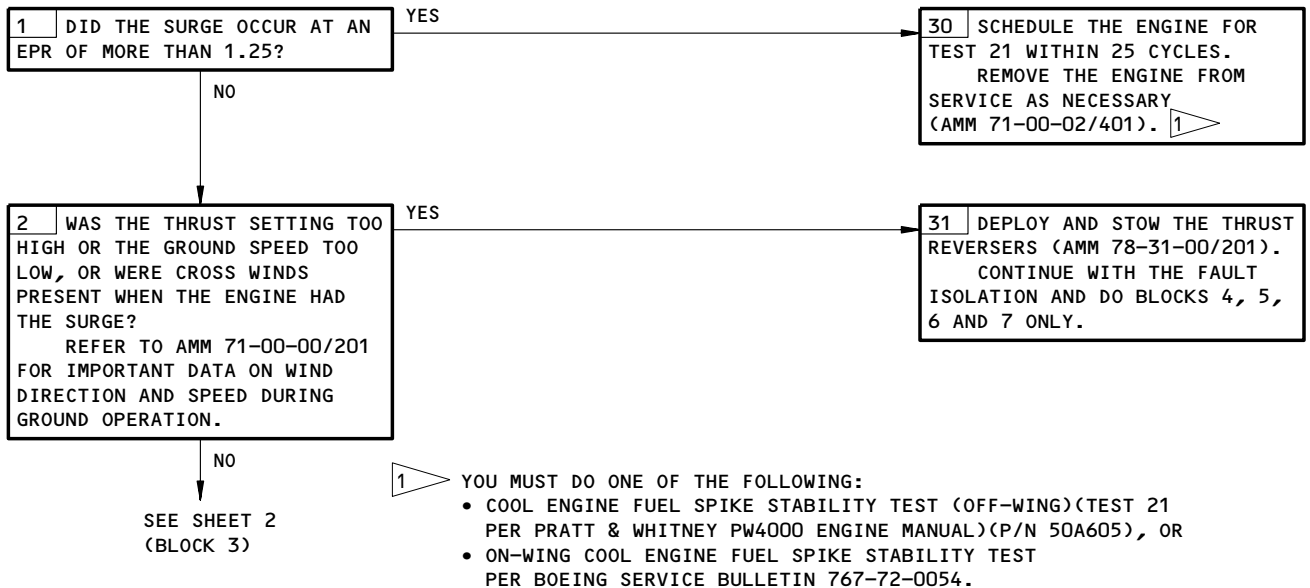 1 DID THE SURGE OCCUR AT AN
EPR OF MORE THAN 1.25?
YES
NO
30 SCHEDULE THE ENGINE FOR
TEST 21 WITHIN 25 CYCLES.
REMOVE THE ENGINE FROM
SERVICE AS NECESSARY
(AMM 71-00-02/401). 1
2 WAS THE THRUST SETTING TOO
HIGH OR THE GROUND SPEED TOO
LOW, OR WERE CROSS WINDS
PRESENT WHEN THE ENGINE HAD
THE SURGE?
REFER TO AMM 71-00-00/201
FOR IMPORTANT DATA ON WIND
DIRECTION AND SPEED DURING
GROUND OPERATION.
YES
NO
31 DEPLOY AND STOW THE THRUST
REVERSERS (AMM 78-31-00/201).
CONTINUE WITH THE FAULT
ISOLATION AND DO BLOCKS 4, 5,
6 AND 7 ONLY.
SEE SHEET 2
(BLOCK 3)
1 YOU MUST DO ONE OF THE FOLLOWING:
• COOL ENGINE FUEL SPIKE STABILITY TEST (OFF-WING)(TEST 21
PER PRATT & WHITNEY PW4000 ENGINE MANUAL)(P/N 50A605), OR
• ON-WING COOL ENGINE FUEL SPIKE STABILITY TEST
PER BOEING SERVICE BULLETIN 767-72-0054.